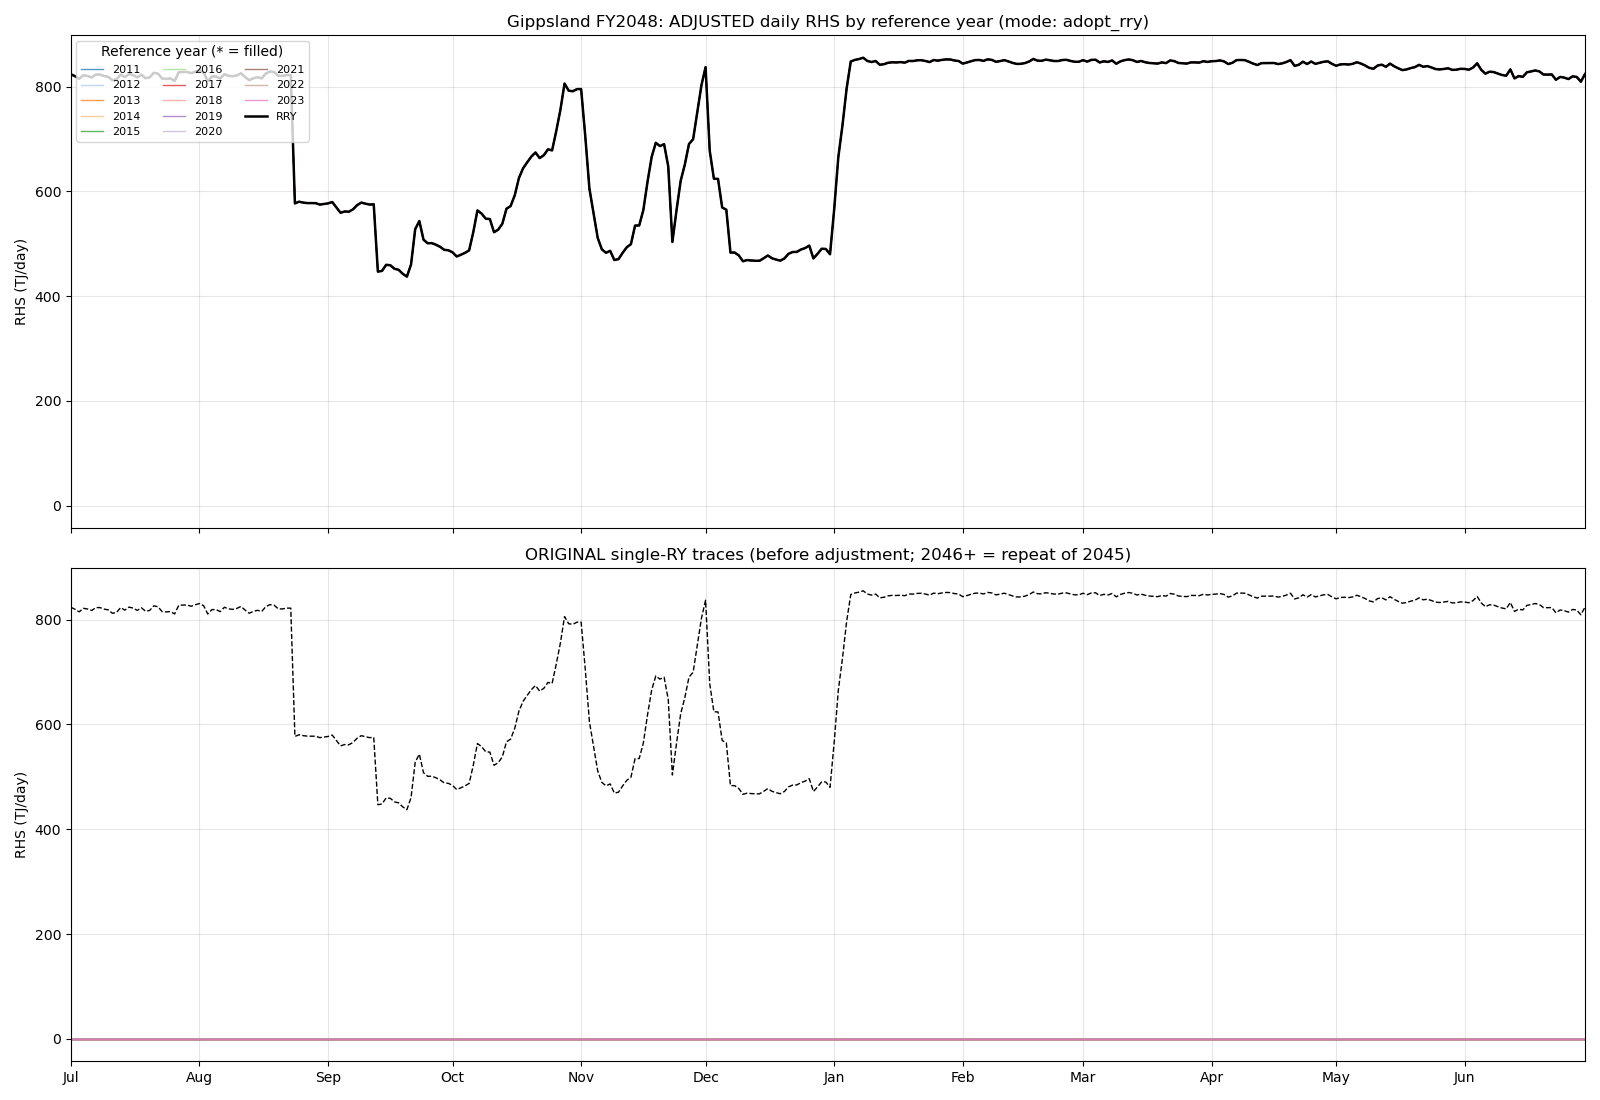 Gippsland FY2048: ADJUSTED daily RHS by reference year (mode: adopt_rry)
Reference year (* = filled)
2011 2016 2021
2012 2017 2022
2013 2018 2023
2014 2019 RRY
2015 2020
800
600
400
200
0
RHS (TJ/day)
ORIGINAL single-RY traces (before adjustment; 2046+ = repeat of 2045)
800
600
400
200
0
RHS (TJ/day)
Jul Aug Sep Oct Nov Dec Jan Feb Mar Apr May Jun